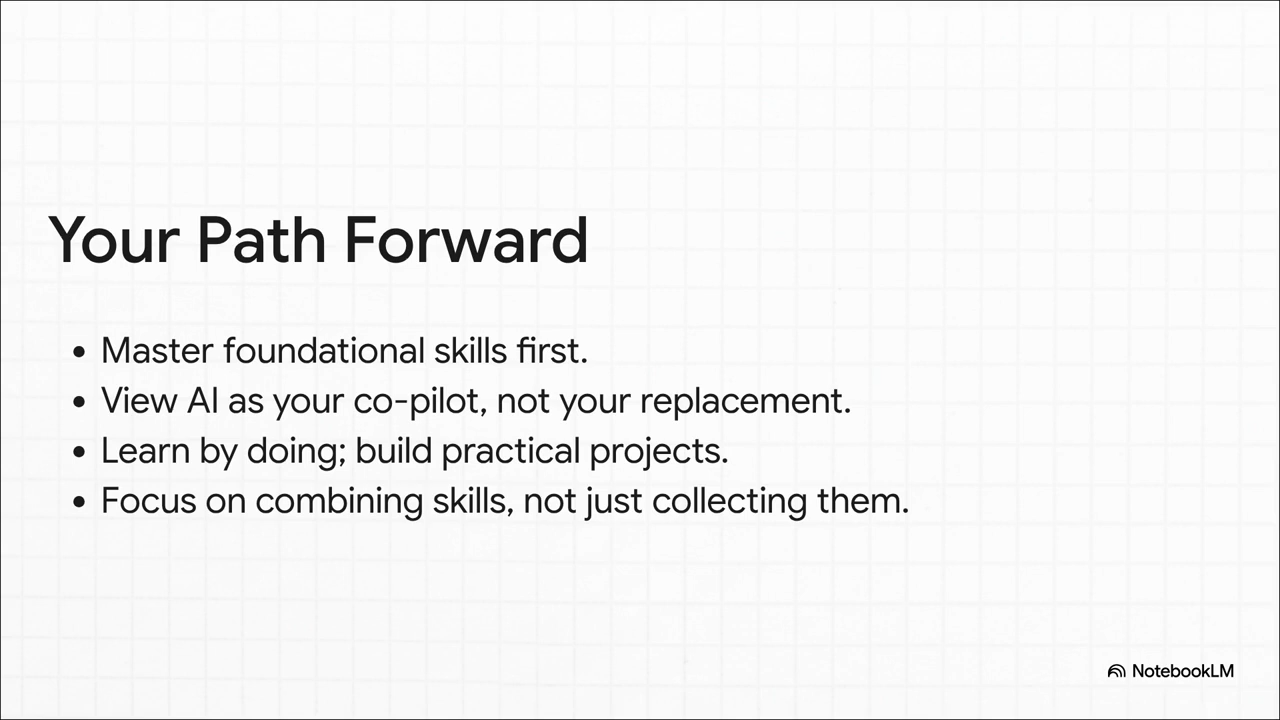 Your Path Forward
• Master foundational skills first.
• View AI as your co-pilot, not your replacement.
• Learn by doing; build practical projects.
• Focus on combining skills, not just collecting them.
NotebookLM